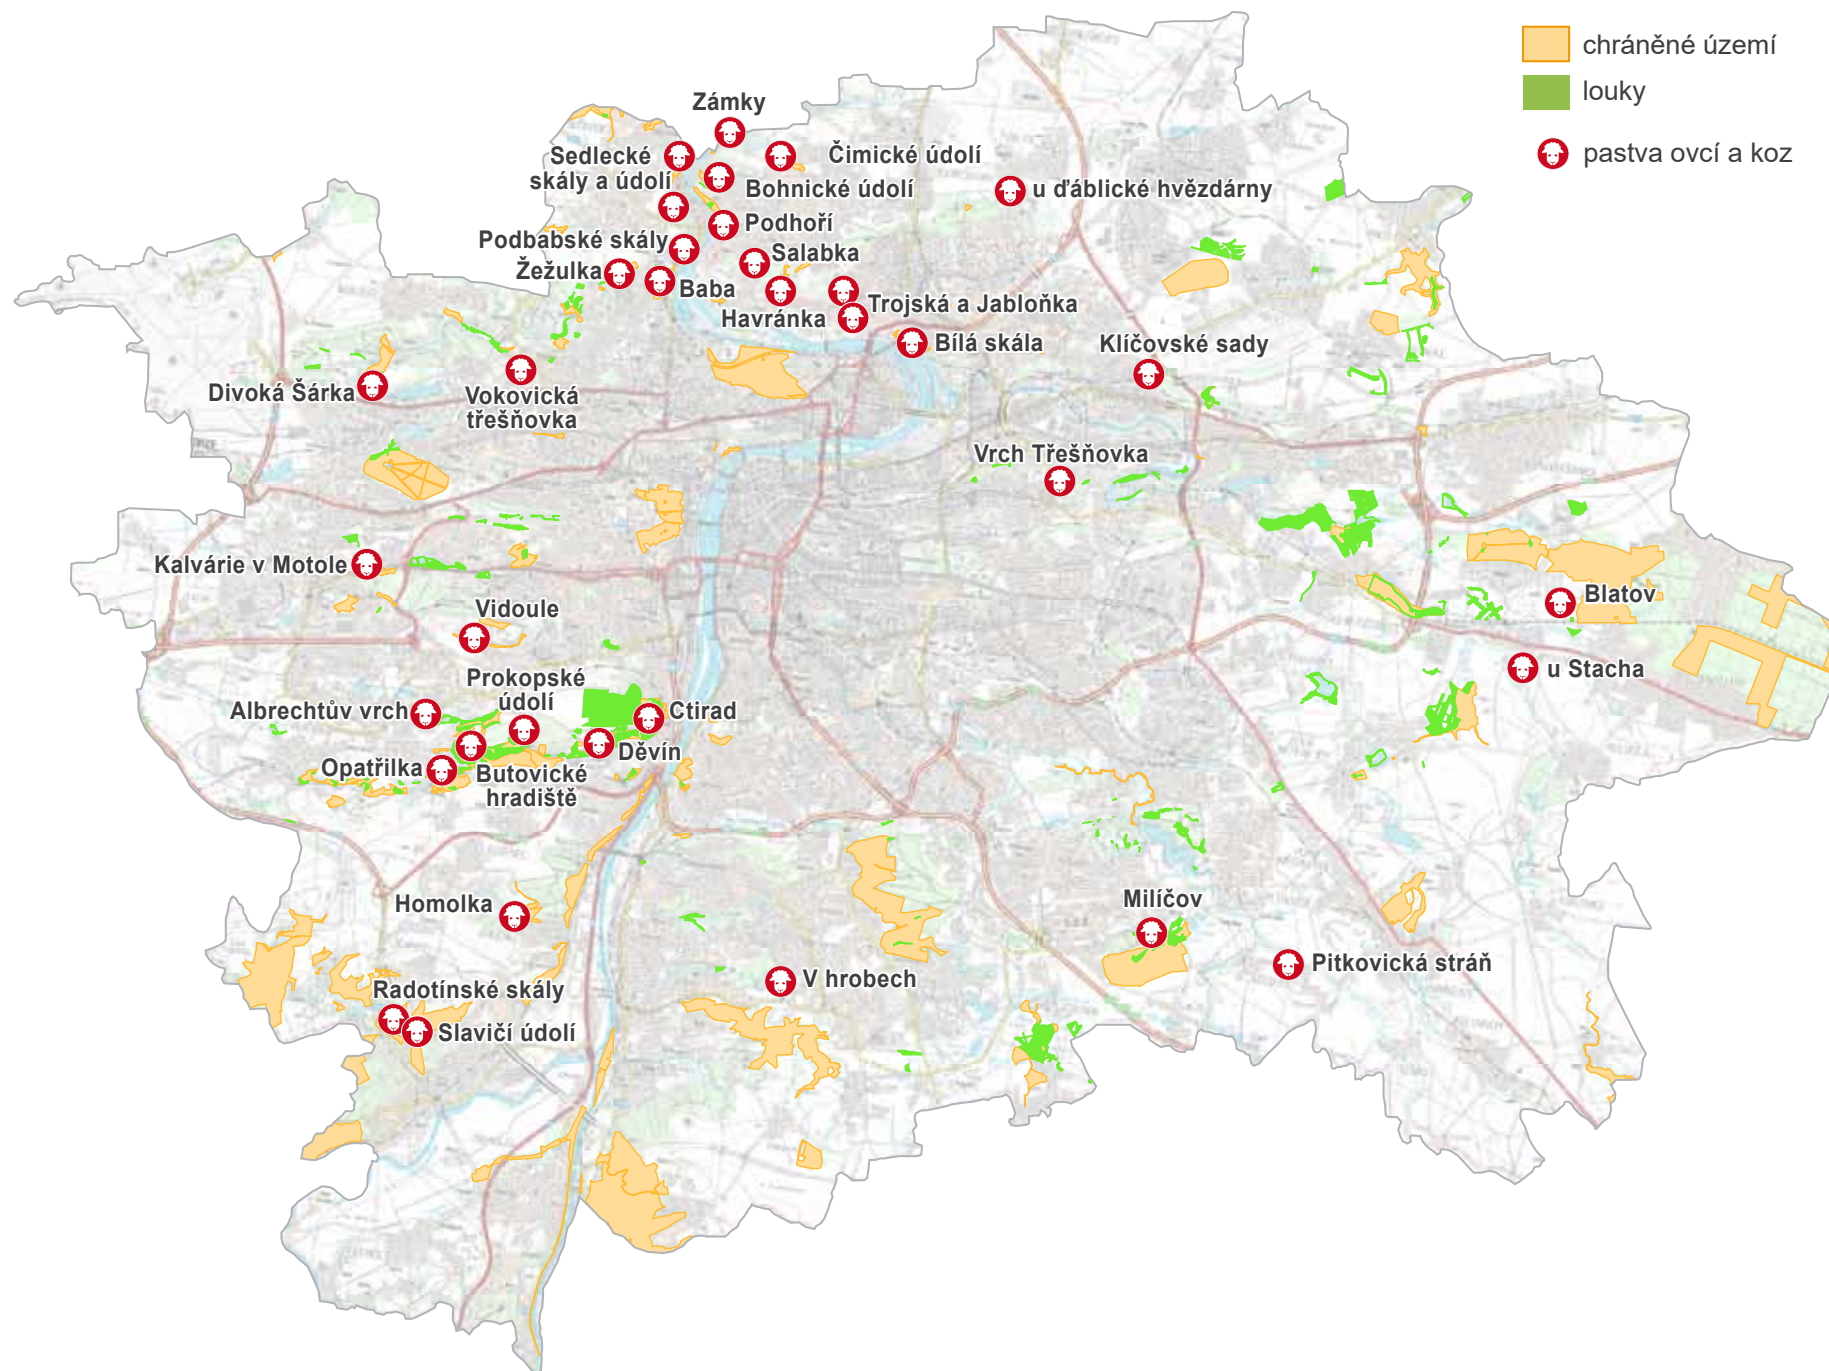 chráněné území
louky
pastva ovcí a koz
Zámky
Sedlecké
skály a údolí
Čimické údolí
Bohnické údolí
u ďáblické hvězdárny
Podhoří
Podbabské skály
Salabka
Žežulka
Baba
Havránka
Trojská a Jabloňka
Bílá skála
Klíčovské sady
Divoká Šárka
Vokovická
třešňovka
Vrch Třešňovka
Kalvárie v Motole
Vidoule
Blatov
u Stacha
Prokopské
údolí
Albrechtův vrch
Ctirad
Děvín
Opatřilka
Butovické
hradiště
Homolka
Milíčov
Pitkovická stráň
V hrobech
Radotínské skály
Slavičí údolí